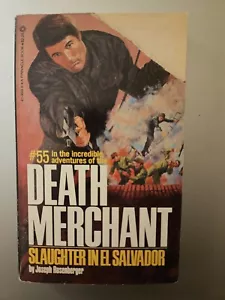 #55 in the incredible
adventures of the
DEATH
MERCHANT
SLAUGHTER IN EL SALVADOR
by Joseph Rosenberger